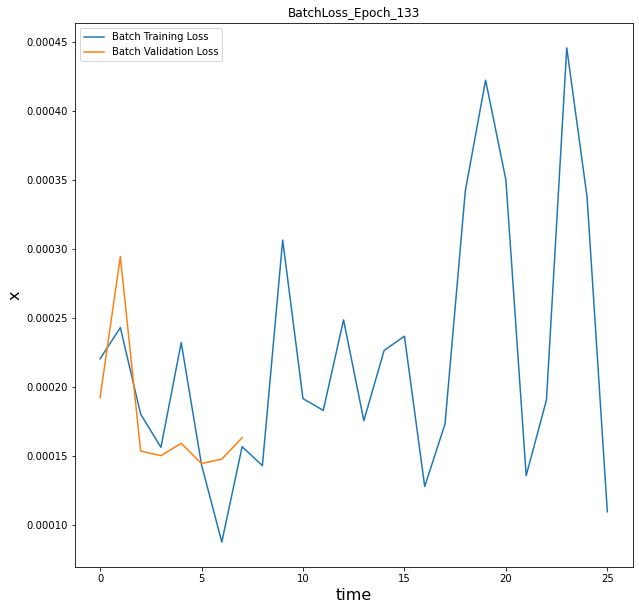 BatchLoss_Epoch_133
Batch Training Loss
Batch Validation Loss
0.00045
0.00040
0.00035
0.00030
0.00025
0.00020
0.00015
0.00010
x
0 5 10 15 20 25
time